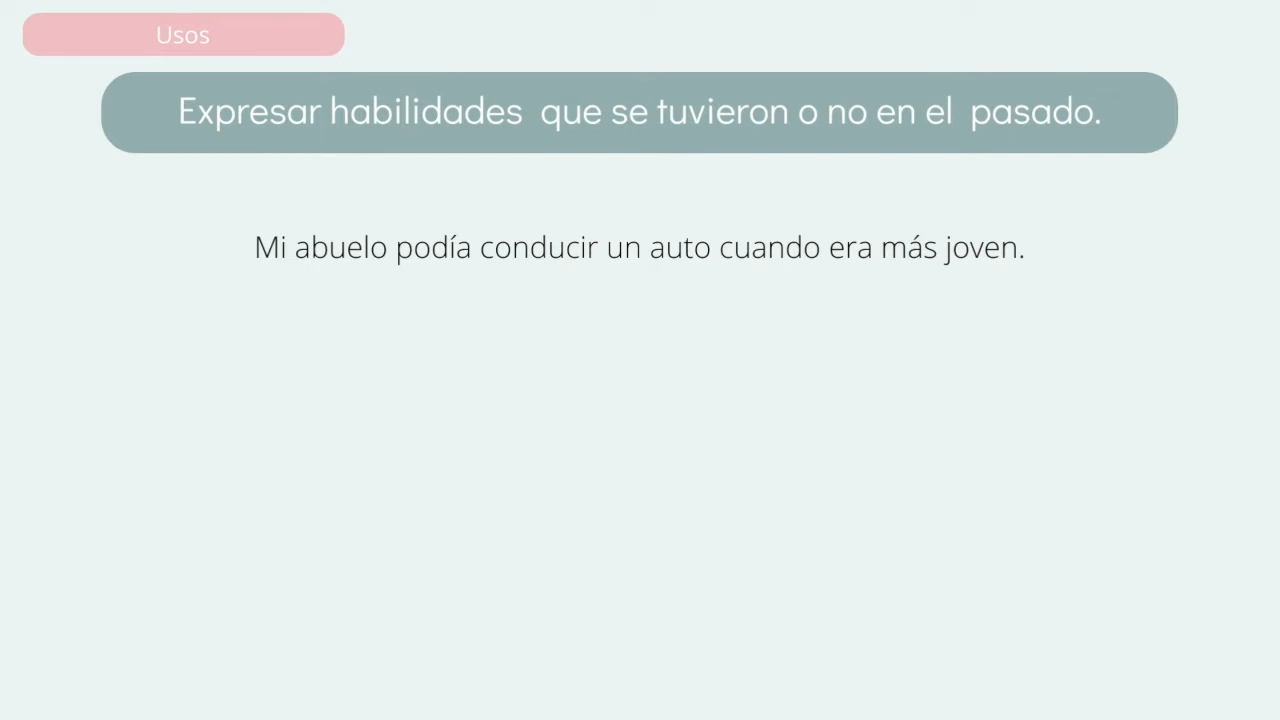 Usos
Expresar habilidades que se tuvieron o no en el pasado.
Mi abuelo podía conducir un auto cuando era más joven.